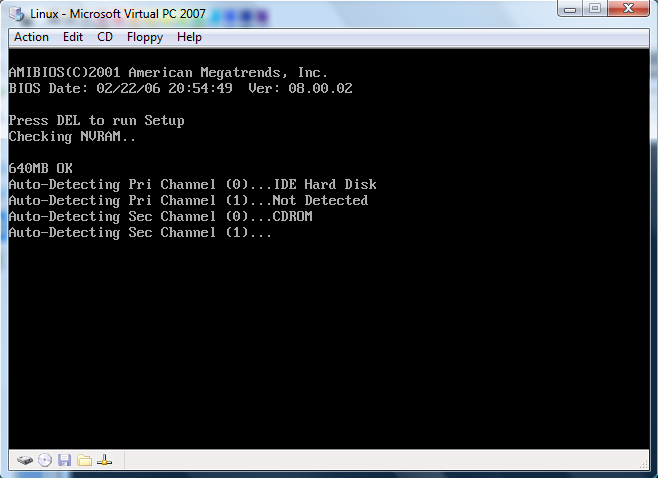 Linux - Microsoft Virtual PC 2007
Action Edit CD Floppy Help
AMIBIOS(C)2001 American Megatrends, Inc.
BIOS Date: 02/22/06 20:54:49 Ver: 08.00.02
Press DEL to run Setup
Checking NVRAM..
640MB OK
Auto-Detecting Pri Channel (0)...IDE Hard Disk
Auto-Detecting Pri Channel (1)...Not Detected
Auto-Detecting Sec Channel (0)...CDROM
Auto-Detecting Sec Channel (1)...